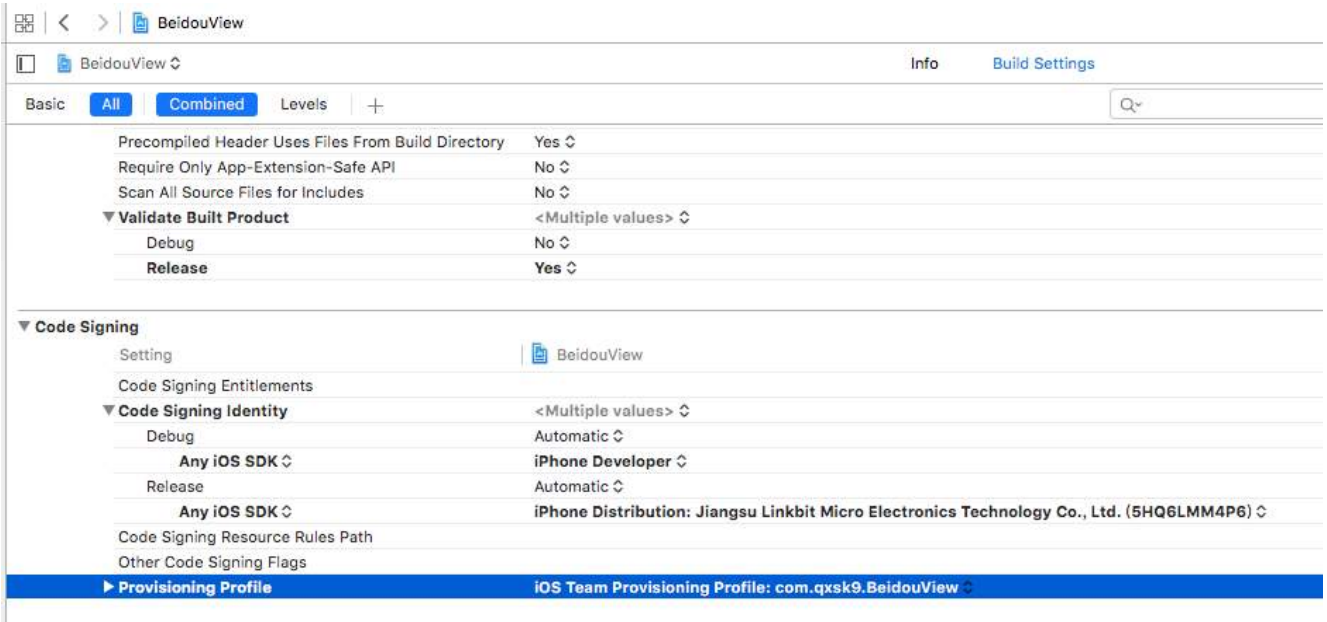 BeidouView
BeidouView
Info Build Settings
Basic All Combined Levels
Precompiled Header Uses Files From Build Directory Yes
Require Only App-Extension-Safe API No
Scan All Source Files for Includes No
Validate Built Product <Multiple values>
Debug No
Release Yes
Code Signing
Setting BeidouView
Code Signing Entitlements
Code Signing Identity <Multiple values>
Debug Automatic
Any iOS SDK iPhone Developer
Release Automatic
Any iOS SDK iPhone Distribution: Jiangsu Linkbit Micro Electronics Technology Co., Ltd. (5HQ6LMM4P6)
Code Signing Resource Rules Path
Other Code Signing Flags
Provisioning Profile iOS Team Provisioning Profile: com.qxsk9.BeidouView